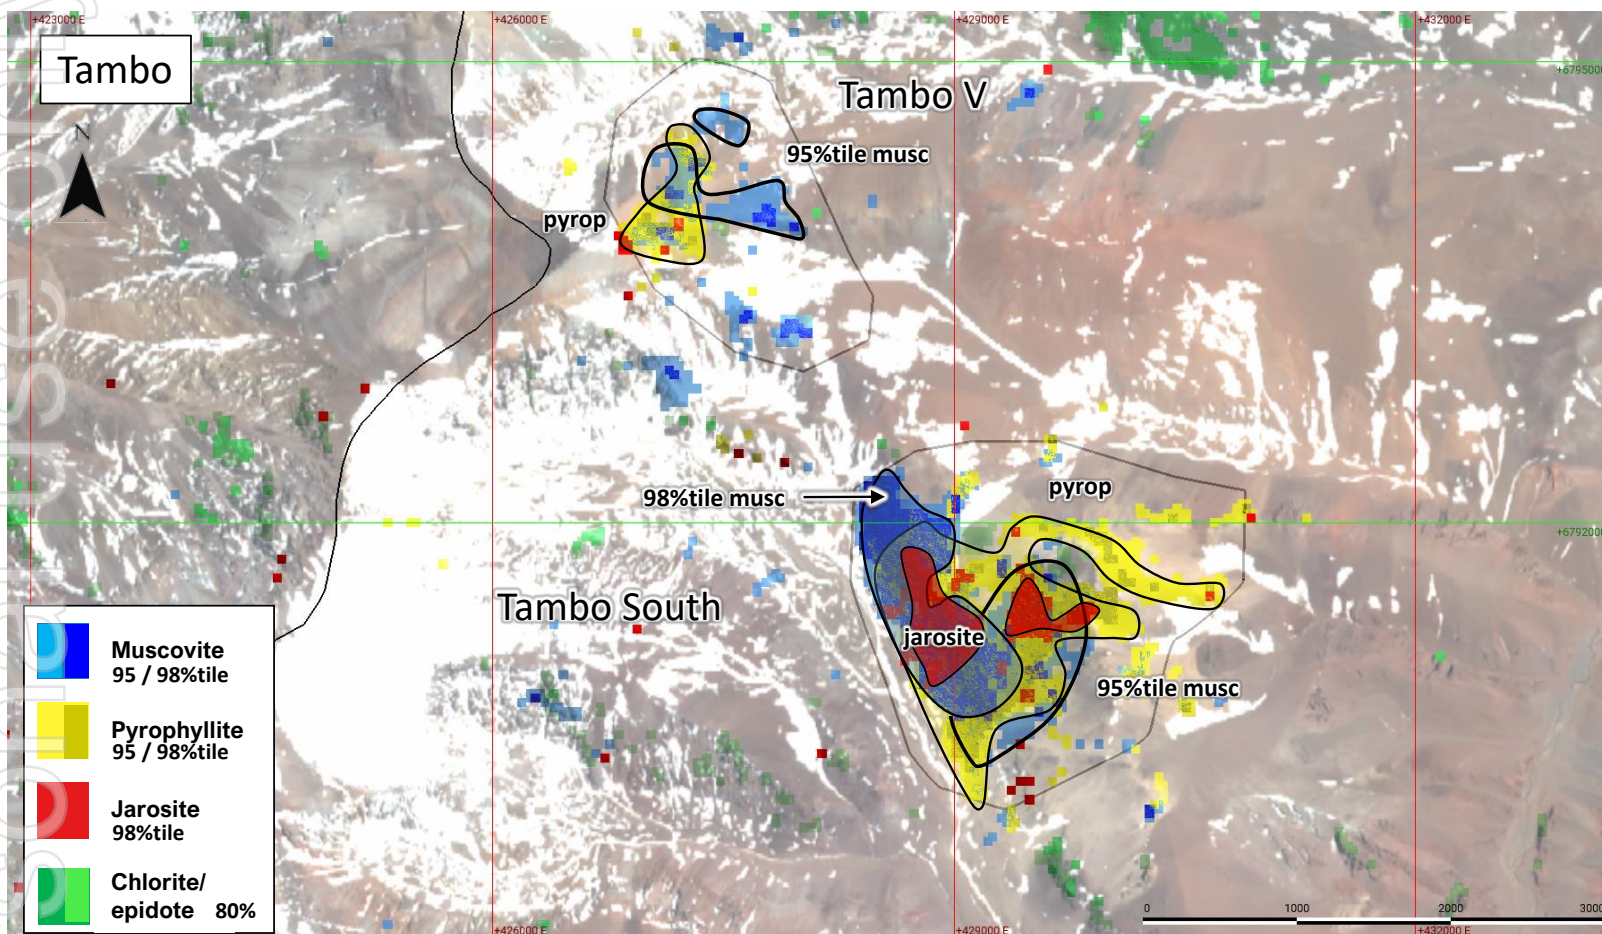 +423000 E
+426000 E
+429000 E
+432000 E
Tambo
N
Tambo V
+6795000
95%tile musc
pyrop
98%tile musc
pyrop
+6792000
Tambo South
jarosite
95%tile musc
Muscovite
95 / 98%tile
Pyrophyllite
95 / 98%tile
Jarosite
98%tile
Chlorite/
epidote 80%
0 1000 2000 3000
+426000 E
+429000 E
+432000 E